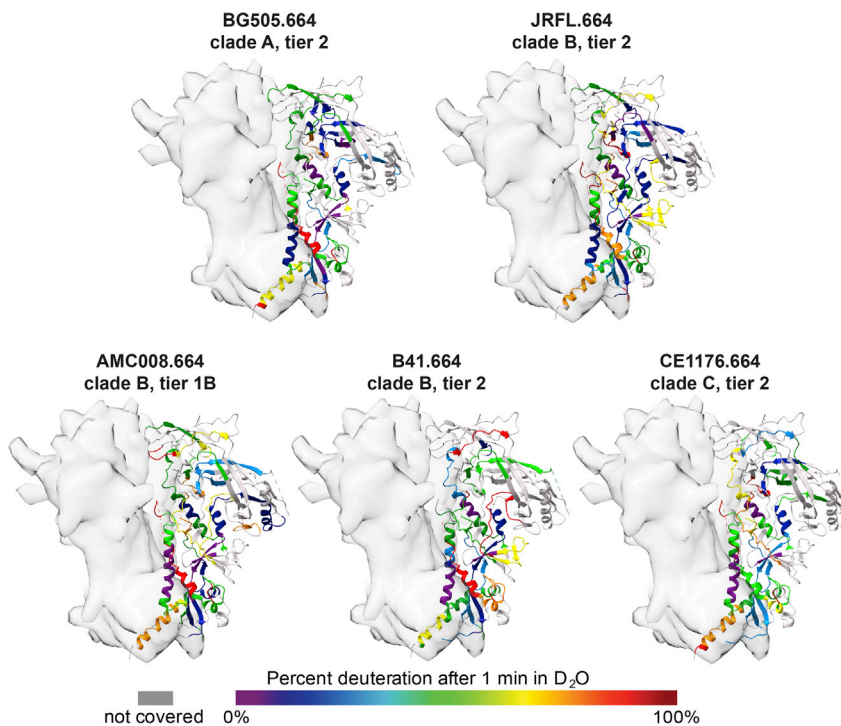 BG505.664
clade A, tier 2
JRFL.664
clade B, tier 2
AMC008.664
clade B, tier 1B
B41.664
clade B, tier 2
CE1176.664
clade C, tier 2
Percent deuteration after 1 min in D₂O
not covered
0%
100%